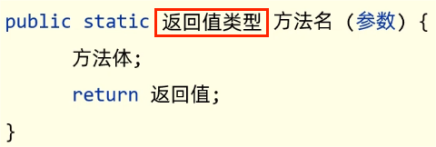 public static 返回值类型 方法名 (参数) {
方法体;
return 返回值;
}